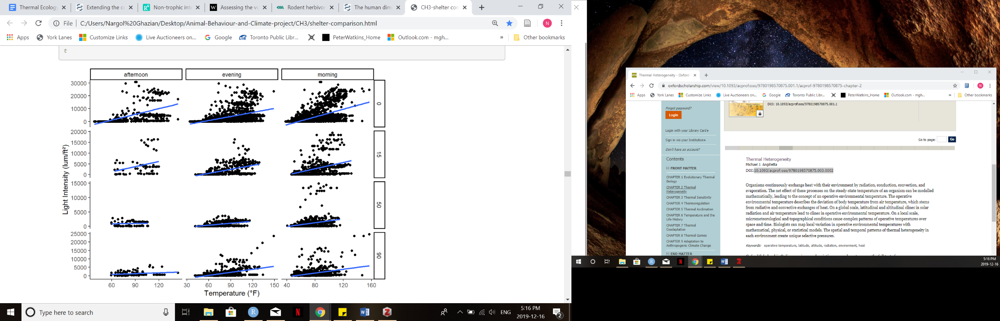 Thermal Ecology
Extending the c
Non-trophic inte
Assessing the vu
Rodent herbivor
The human dim
CH3-shelter con
File
C:/Users/Nargol%20Ghazian/Desktop/Animal-Behaviour-and-Climate-project/CH3/shelter-comparison.html
N
Apps
York Lanes
Customize Links
Live Auctioneers on...
Google
Toronto Public Libr...
PeterWatkins_Home
Outlook.com - mgh...
»
Other bookmarks
t
afternoon
evening
morning
30000
20000
10000
0
0
20000
15000
10000
5000
0
15
15000
10000
5000
0
50
25000
20000
15000
10000
5000
0
90
Light Intensity (lum/ft²)
60 90 120
30 60 90 120 150
40 80 120 160
Temperature (°F)
Type here to search
ENG
5:16 PM
2019-12-16
2
Thermal Heterogeneity - Oxford
oxfordscholarship.com/view/10.1093/acprof:oso/9780198570875.001.1/acprof-9780198570875-chapter-2
N
Apps
York Lanes
Customize Links
Live Auctioneers on...
Google
Toronto Public Libr...
PeterWatkins_Home
Outlook.com - mgh...
»
Other bookmarks
Forgot password?
Login
Login with your Library Card
Sign in via your Institution
Don't have an account?
Contents
[+] FRONT MATTER
CHAPTER 1 Evolutionary Thermal
Biology
CHAPTER 2 Thermal
Heterogeneity
CHAPTER 3 Thermal Sensitivity
CHAPTER 4 Thermoregulation
CHAPTER 5 Thermal Acclimation
CHAPTER 6 Temperature and the
Life History
CHAPTER 7 Thermal
Coadaptation
CHAPTER 8 Thermal Games
CHAPTER 9 Adaptation to
Anthropogenic Climate Change
[+] END MATTER
DOI: 10.1093/acprof:oso/9780198570875.001.1
Go to page:
Go
Thermal Heterogeneity
Michael J. Angilletta
DOI:10.1093/acprof:oso/9780198570875.003.0002
Organisms continuously exchange heat with their environment by radiation, conduction, convection, and
evaporation. The net effect of these processes on the steady-state temperature of an organism can be modelled
mathematically, leading to the concept of an operative environmental temperature. The operative
environmental temperature describes the deviation of body temperature from air temperature, which stems
from radiative and convective exchanges of heat. On a global scale, latitudinal and altitudinal clines in solar
radiation and air temperature lead to clines in operative environmental temperature. On a local scale,
micrometeorological and topographical conditions cause complex patterns of operative temperatures over
space and time. Biologists can map local variation in operative environmental temperatures with
mathematical, physical, or statistical models. The spatial and temporal patterns of thermal heterogeneity in
each environment create unique selective pressures.
Keywords: operative temperature, latitude, altitude, radiation, environment, heat
5:16 PM
2019-12-16